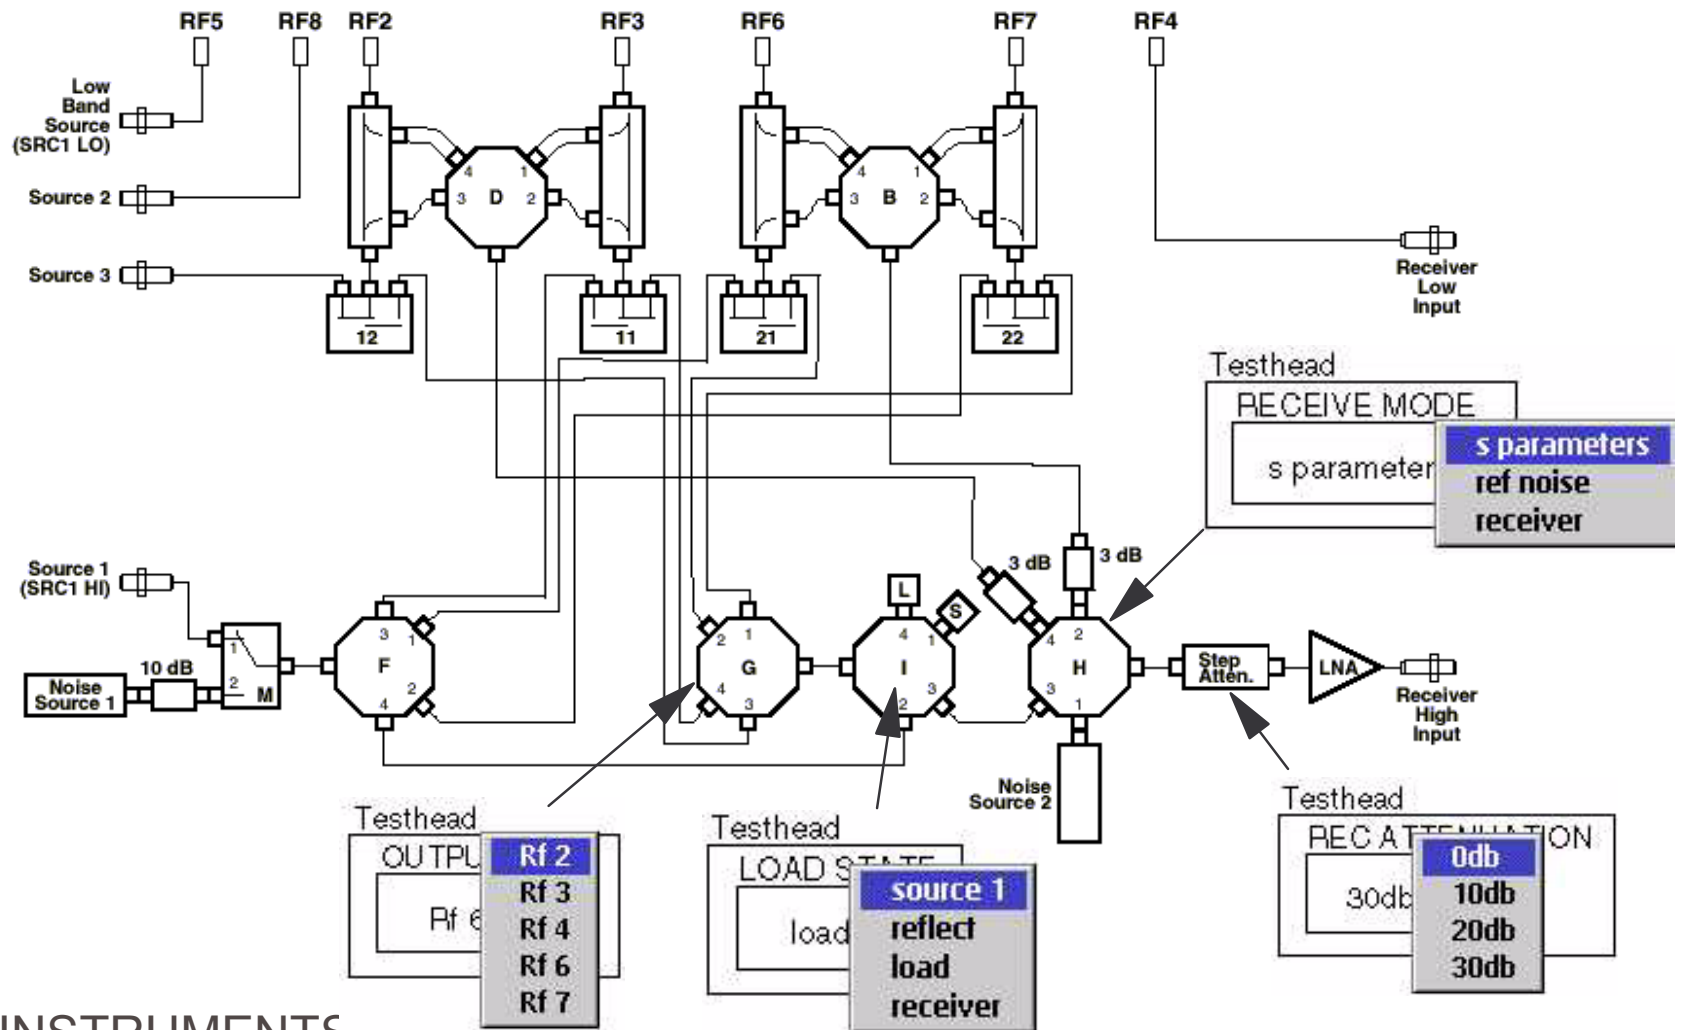 RF5
RF8
RF2
RF3
RF6
RF7
RF4
Low
Band
Source
(SRC1 LO)
Source 2
Source 3
4
1
3
D
2
4
1
3
B
2
12
11
21
22
Receiver
Low
Input
Testhead
RECEIVE MODE
s parameter
s parameters
ref noise
receiver
Source 1
(SRC1 HI)
10 dB
Noise
Source 1
1
2
M
3
1
F
2
4
2
1
G
4
3
L
S
4
1
I
3
2
3 dB
3 dB
4
2
H
3
1
Step
Atten.
LNA
Receiver
High
Input
Noise
Source 2
Testhead
OUTPU
Rf 6
Rf 2
Rf 3
Rf 4
Rf 6
Rf 7
Testhead
LOAD STATE
load
source 1
reflect
load
receiver
Testhead
REC ATTENUATION
30db
0db
10db
20db
30db
INSTRUMENTS